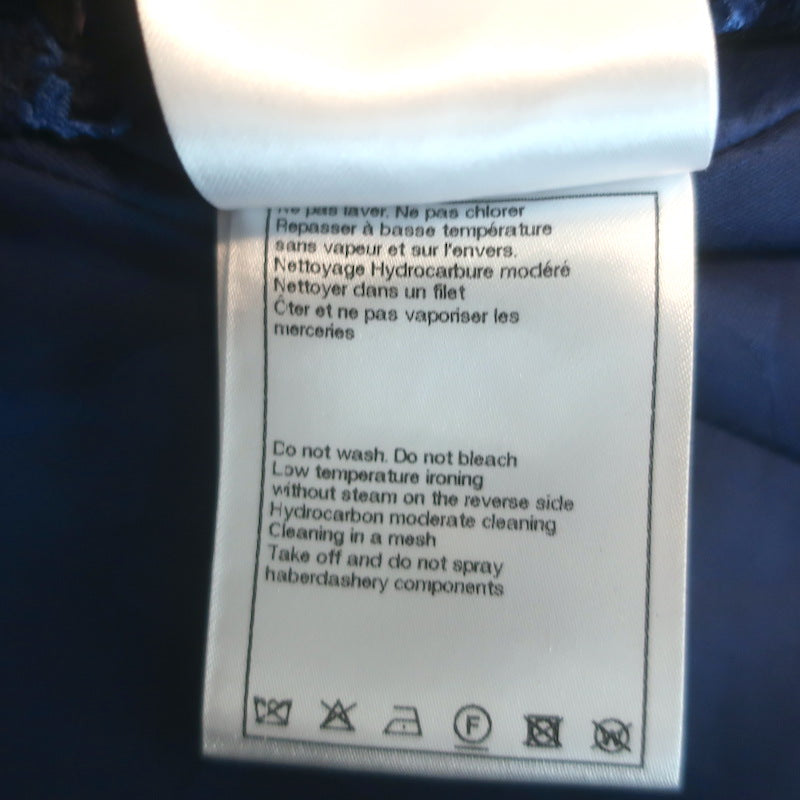 Ne pas laver. Ne pas chlorer
Repasser à basse température
sans vapeur et sur l'envers.
Nettoyage Hydrocarbure modéré
Nettoyer dans un filet
Ôter et ne pas vaporiser les
merceries
Do not wash. Do not bleach
Low temperature ironing
without steam on the reverse side
Hydrocarbon moderate cleaning
Cleaning in a mesh
Take off and do not spray
haberdashery components
F W